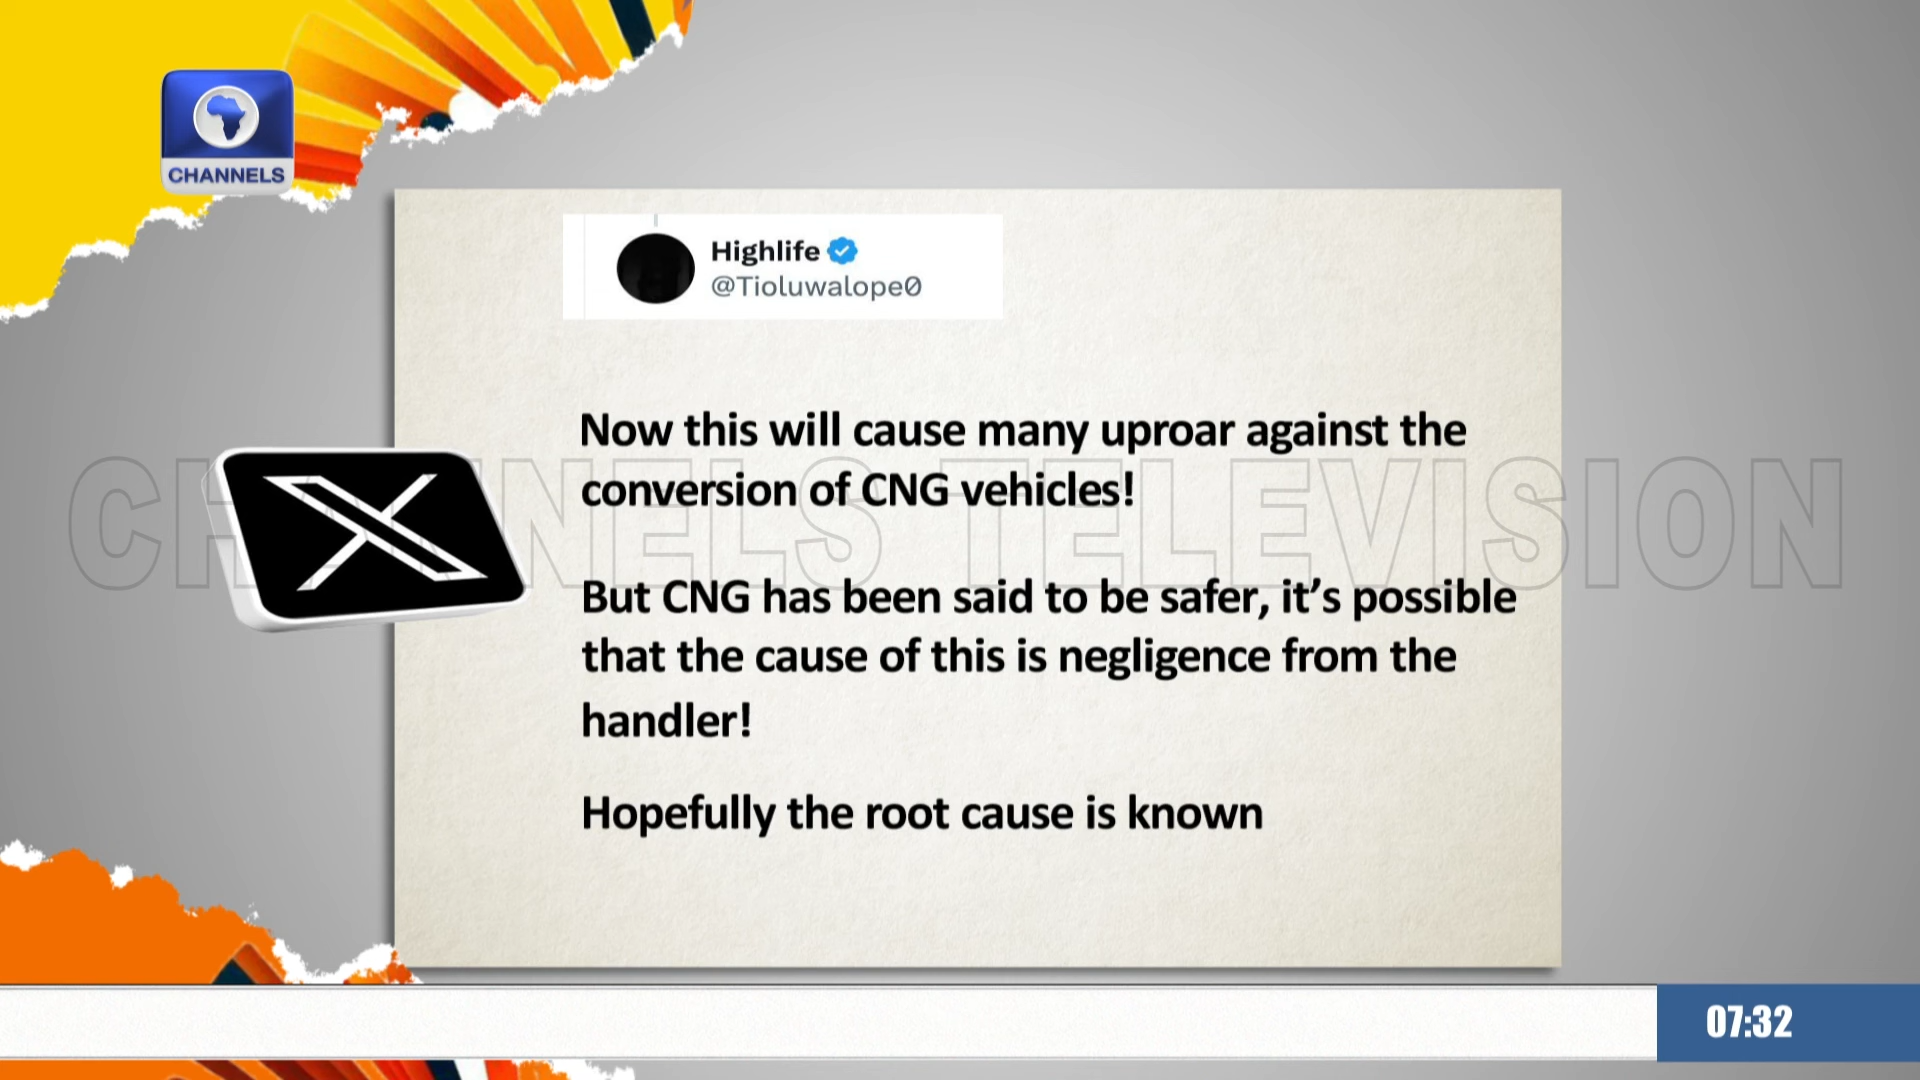 CHANNELS
Highlife
@Tioluwalope0
Now this will cause many uproar against the
conversion of CNG vehicles!
CHANNELS TELEVISION
But CNG has been said to be safer, it’s possible
that the cause of this is negligence from the
handler!
Hopefully the root cause is known
07:32